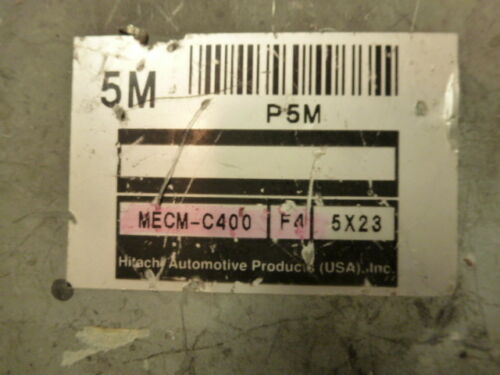 5M
P5M
MECM-C400 F4 5X23
Hitachi Automotive Products (USA), Inc.